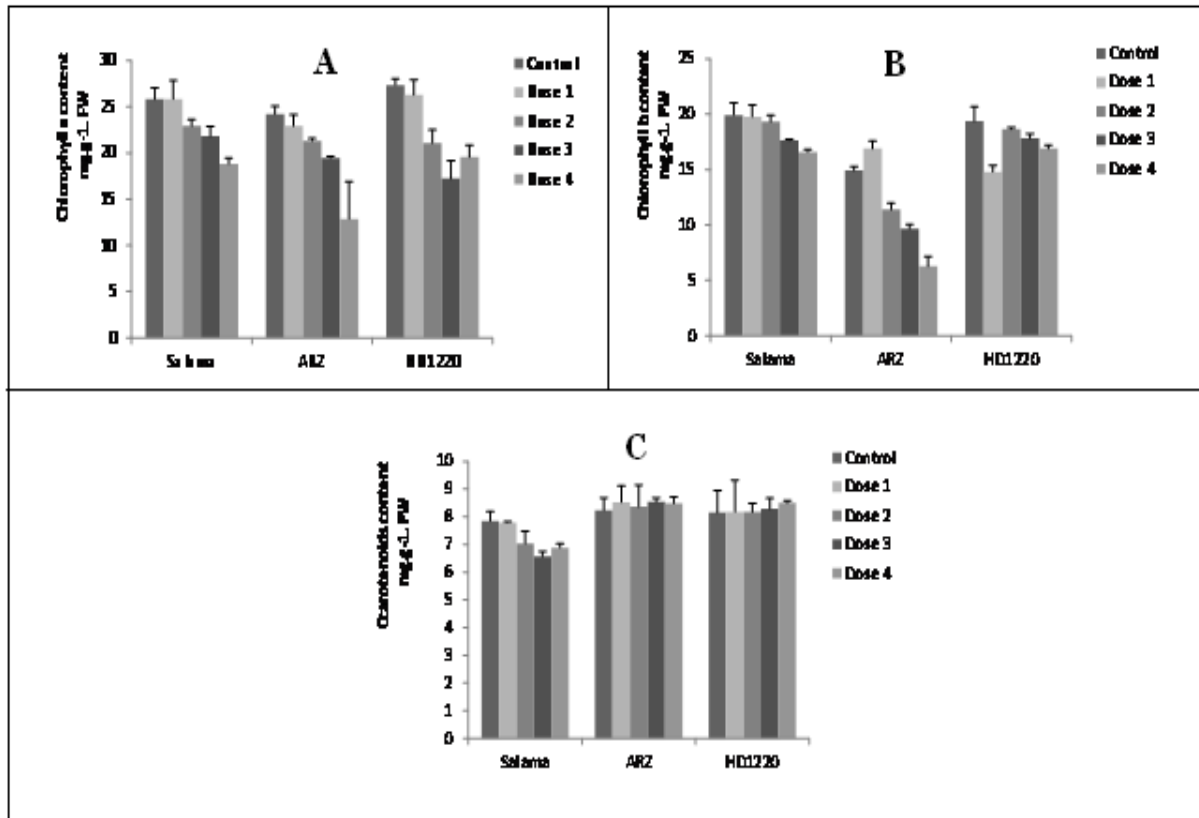 A
Chlorophyll a content
mg.g-1. FW
30
25
20
15
10
5
0
Salama
ARZ
HD1220
Control
Dose 1
Dose 2
Dose 3
Dose 4
B
Chlorophyll b content
mg.g-1. FW
25
20
15
10
5
0
Salama
ARZ
HD1220
Control
Dose 1
Dose 2
Dose 3
Dose 4
C
mg.g-1. FW
10
9
8
7
6
5
4
3
2
1
0
Salama
ARZ
HD1220
Control
Dose 1
Dose 2
Dose 3
Dose 4